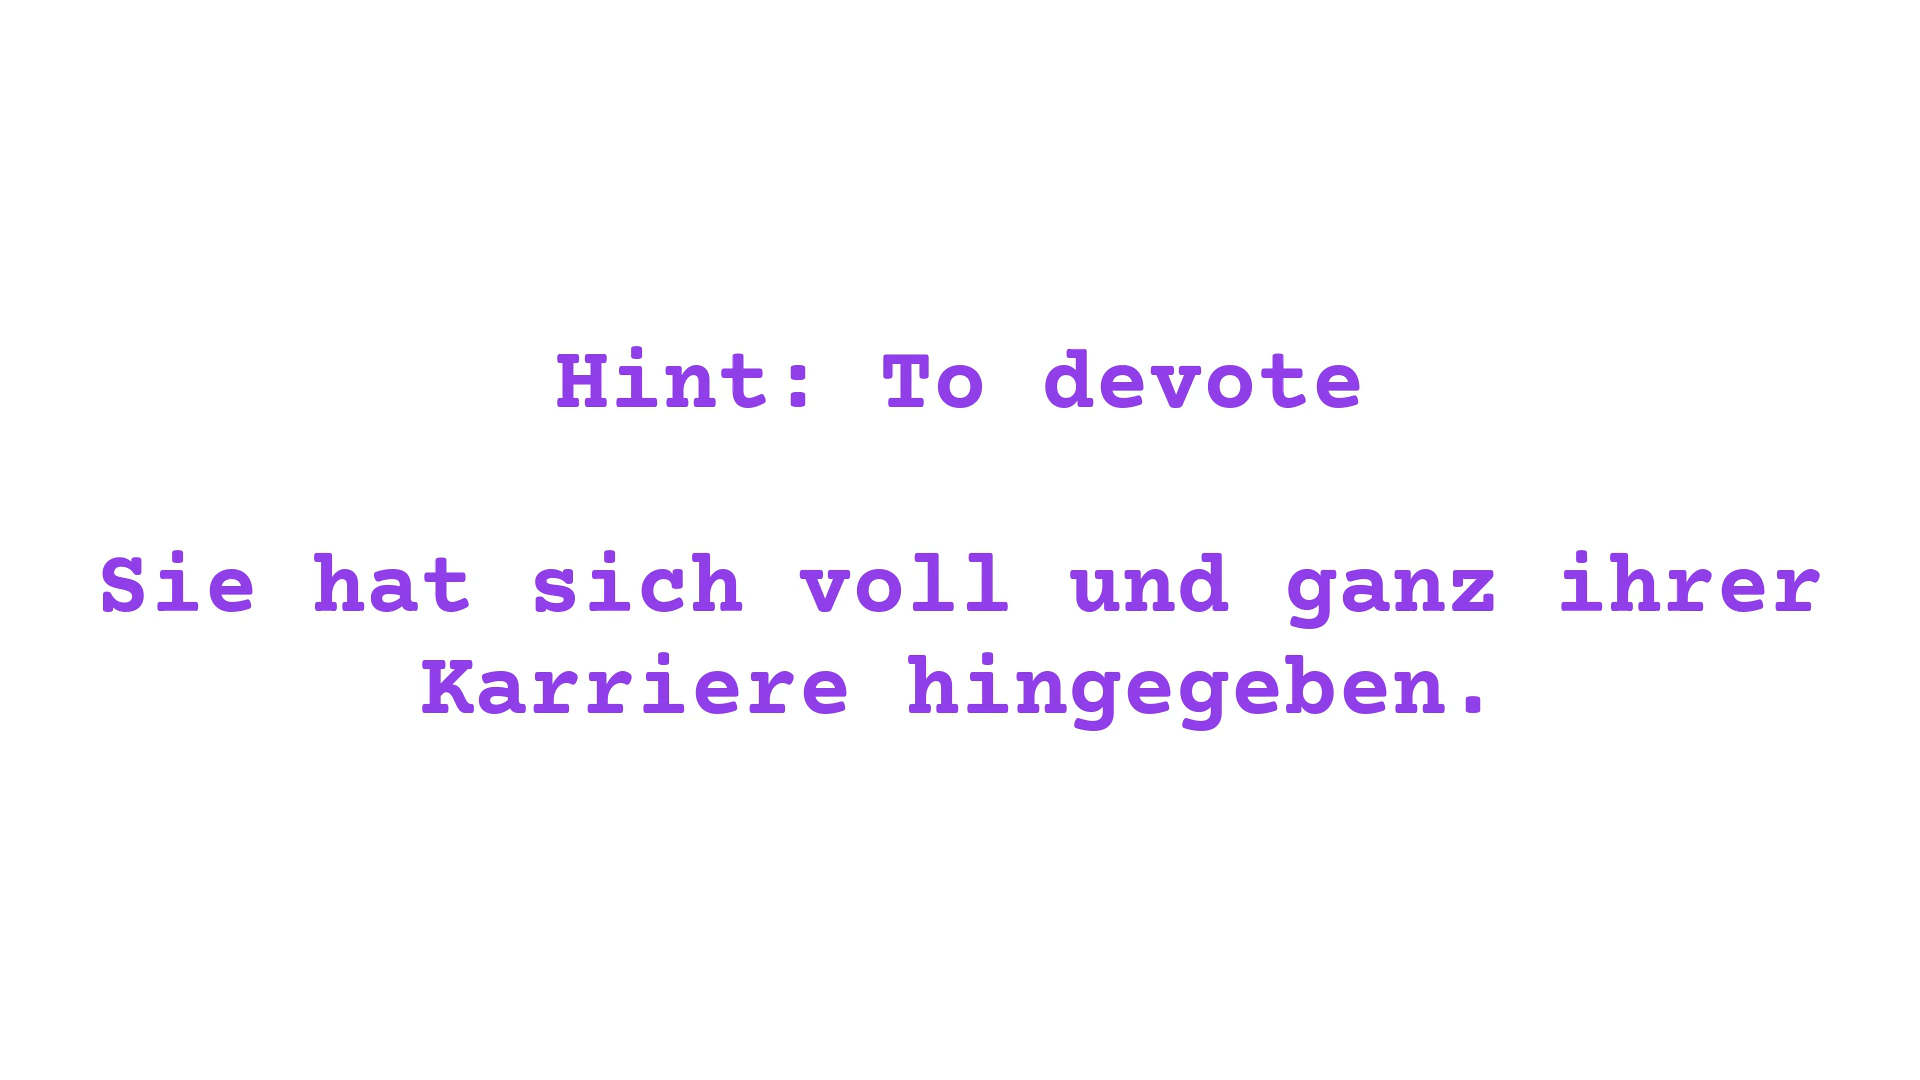 Hint: To devote
Sie hat sich voll und ganz ihrer
Karriere hingegeben.